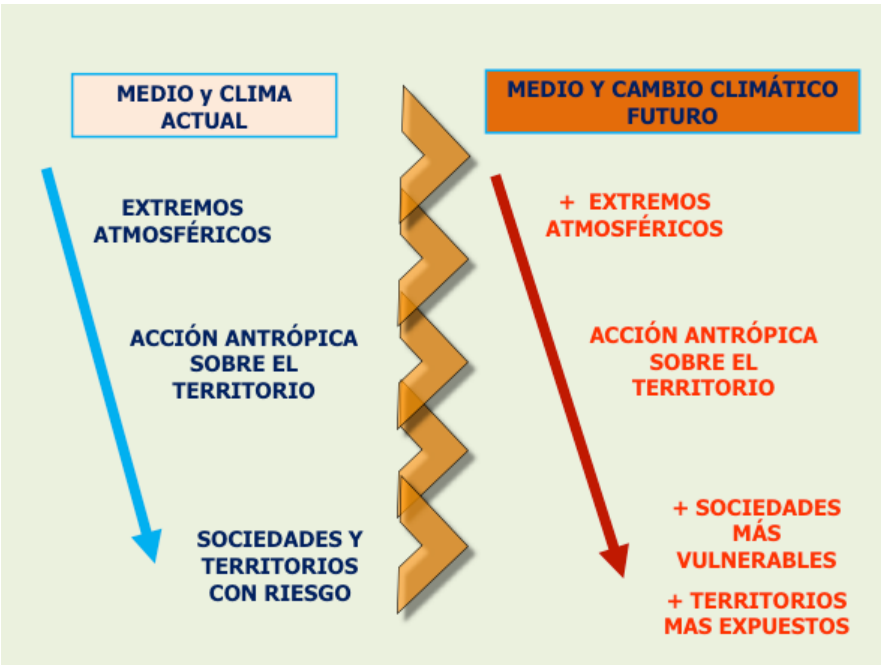 MEDIO y CLIMA
ACTUAL
EXTREMOS
ATMOSFÉRICOS
ACCIÓN ANTRÓPICA
SOBRE EL
TERRITORIO
SOCIEDADES Y
TERRITORIOS
CON RIESGO
MEDIO Y CAMBIO CLIMÁTICO
FUTURO
+ EXTREMOS
ATMOSFÉRICOS
ACCIÓN ANTRÓPICA
SOBRE EL
TERRITORIO
+ SOCIEDADES
MÁS
VULNERABLES
+ TERRITORIOS
MAS EXPUESTOS